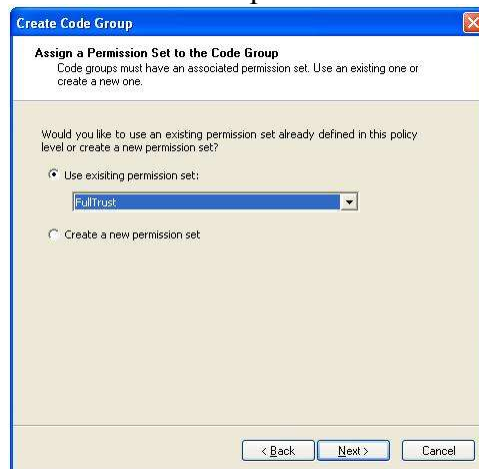 Create Code Group
Assign a Permission Set to the Code Group
Code groups must have an associated permission set. Use an existing one or
create a new one.
Would you like to use an existing permission set already defined in this policy
level or create a new permission set?
Use exisiting permission set:
FullTrust
Create a new permission set
< Back Next > Cancel